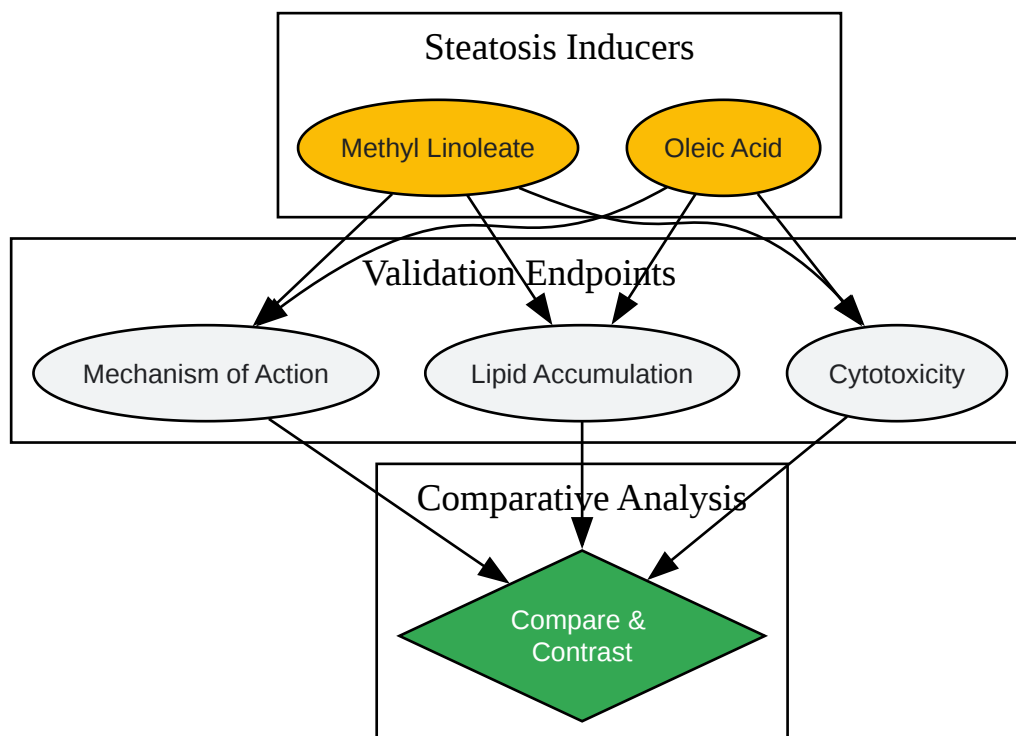 Steatosis Inducers
Methyl Linoleate
Oleic Acid
Validation Endpoints
Mechanism of Action
Lipid Accumulation
Cytotoxicity
Comparative Analysis
Compare &
Contrast